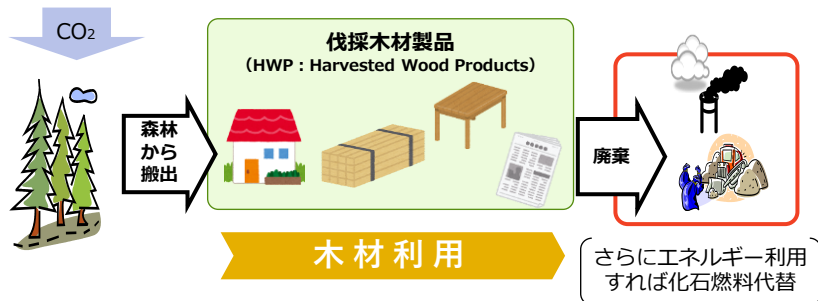 CO₂
伐採木材製品
（HWP：Harvested Wood Products）
森林
から
搬出
廃棄
木材利用
さらにエネルギー利用
すれば化石燃料代替